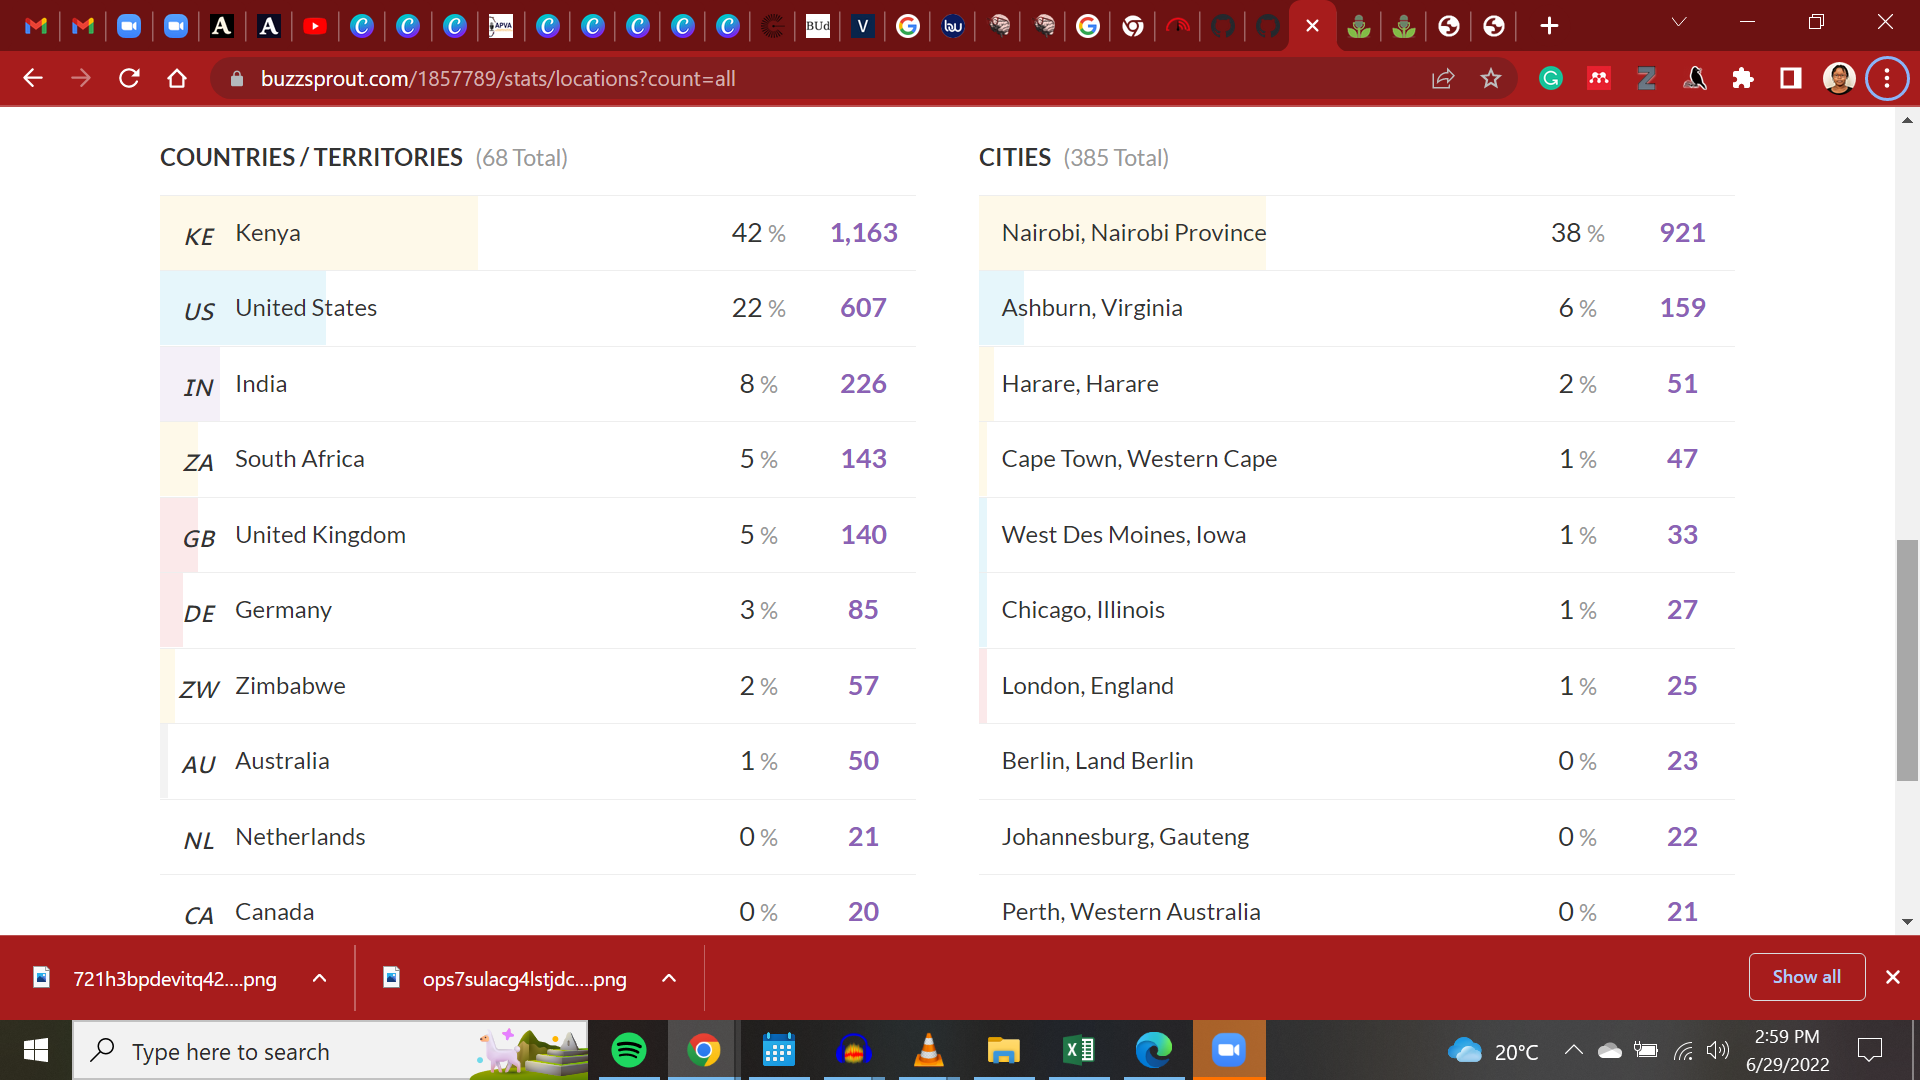 buzzsprout.com/1857789/stats/locations?count=all
COUNTRIES / TERRITORIES (68 Total)
KE Kenya 42 % 1,163
US United States 22 % 607
IN India 8 % 226
ZA South Africa 5 % 143
GB United Kingdom 5 % 140
DE Germany 3 % 85
ZW Zimbabwe 2 % 57
AU Australia 1 % 50
NL Netherlands 0 % 21
CA Canada 0 % 20
CITIES (385 Total)
Nairobi, Nairobi Province 38 % 921
Ashburn, Virginia 6 % 159
Harare, Harare 2 % 51
Cape Town, Western Cape 1 % 47
West Des Moines, Iowa 1 % 33
Chicago, Illinois 1 % 27
London, England 1 % 25
Berlin, Land Berlin 0 % 23
Johannesburg, Gauteng 0 % 22
Perth, Western Australia 0 % 21
721h3bpdevitq42....png
ops7sulacg4lstjdc....png
Show all
Type here to search
20°C
2:59 PM
6/29/2022